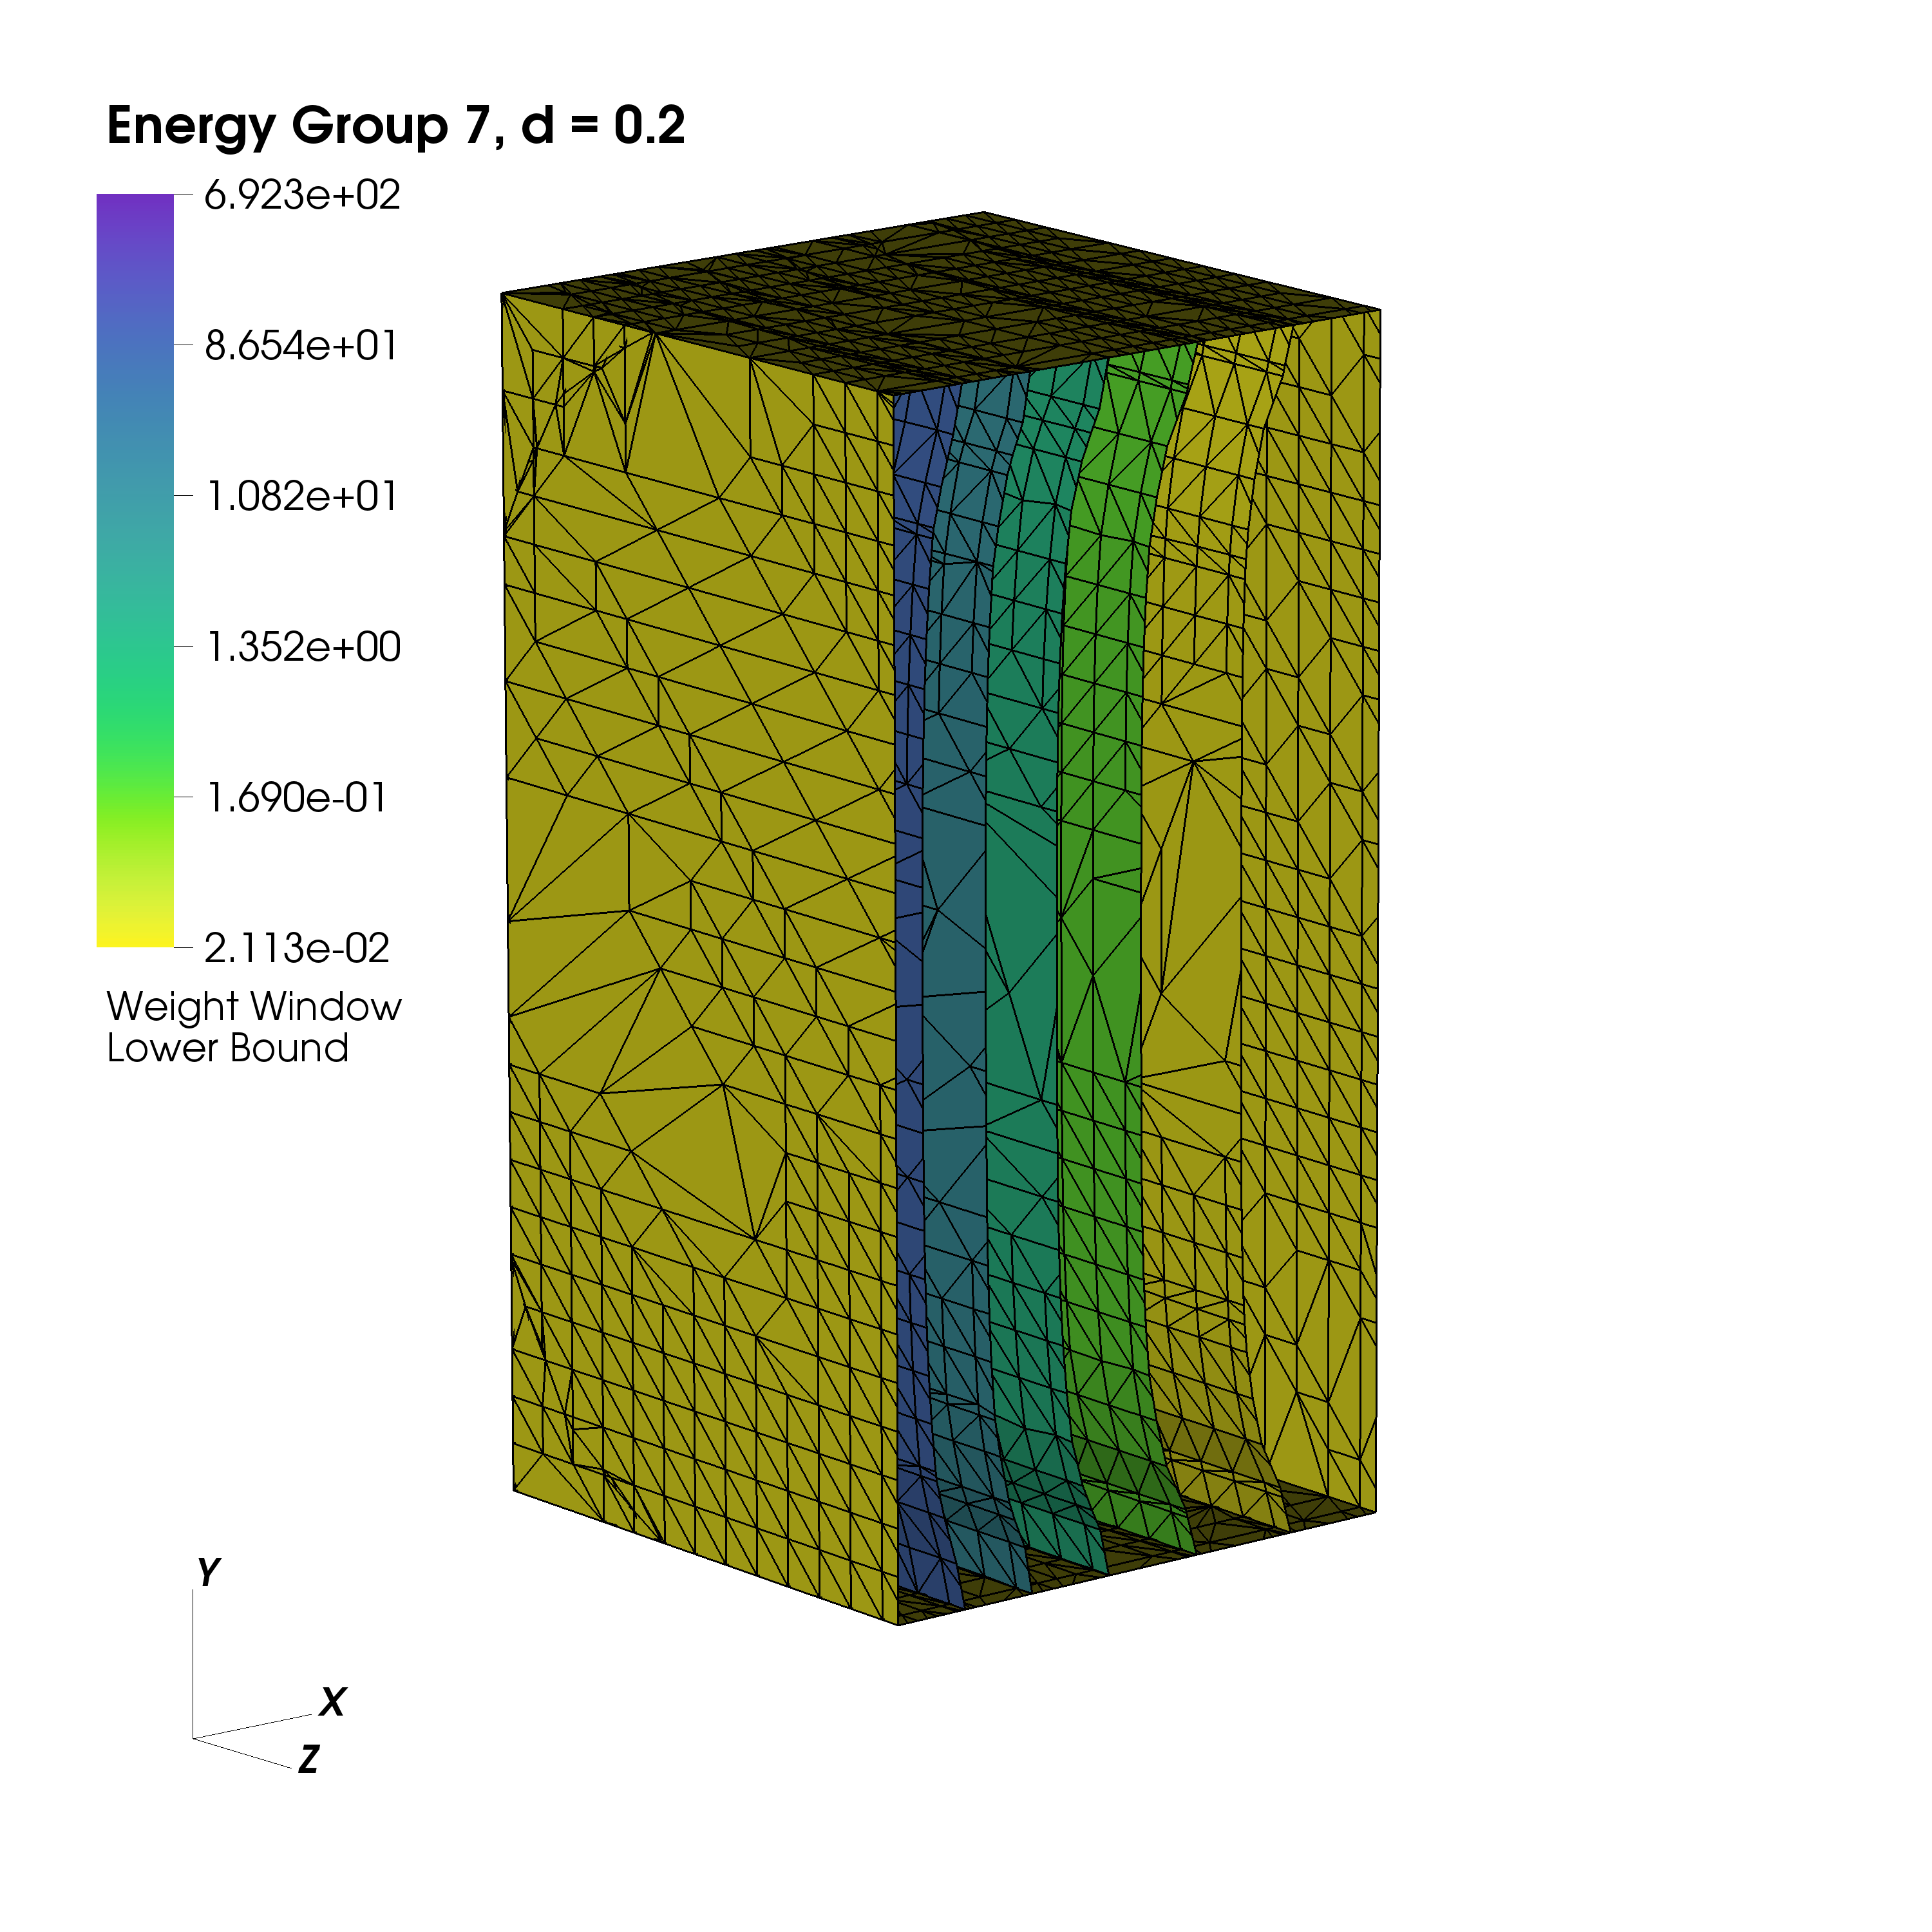 Energy Group 7, d = 0.2
6.923e+02
8.654e+01
1.082e+01
1.352e+00
1.690e-01
2.113e-02
Weight Window
Lower Bound
Y
X
Z